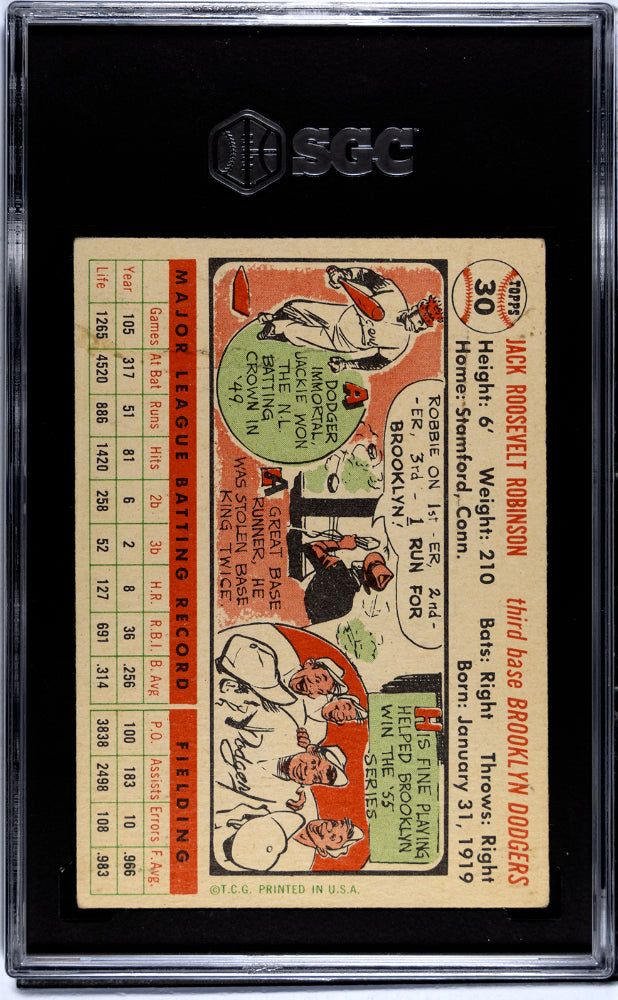 SGC
TOPPS
30
JACK ROOSEVELT ROBINSON third base BROOKLYN DODGERS
Height: 6' Weight: 210 Bats: Right Throws: Right
Home: Stamford, Conn. Born: January 31, 1919
A DODGER
IMMORTAL,
JACKIE WON
THE N.L
BATTING
CROWN IN
'49
ROBBIE ON 1st -ER, 2nd-
-ER, 3rd - 1 RUN FOR
BROOKLYN!
A GREAT BASE
RUNNER, HE
WAS STOLEN BASE
KING TWICE
HIS FINE PLAYING
HELPED BROOKLYN
WIN THE '55
SERIES
Dodgers
MAJOR LEAGUE BATTING RECORD FIELDING
Games At Bat Runs Hits 2b 3b H.R. R.B.I. B. Avg P.O. Assists Errors F. Avg.
Year 105 317 51 81 6 2 8 36 .256 100 183 10 .966
Life 1265 4520 886 1420 258 52 127 691 .314 3838 2498 108 .983
©T.C.G. PRINTED IN U.S.A.